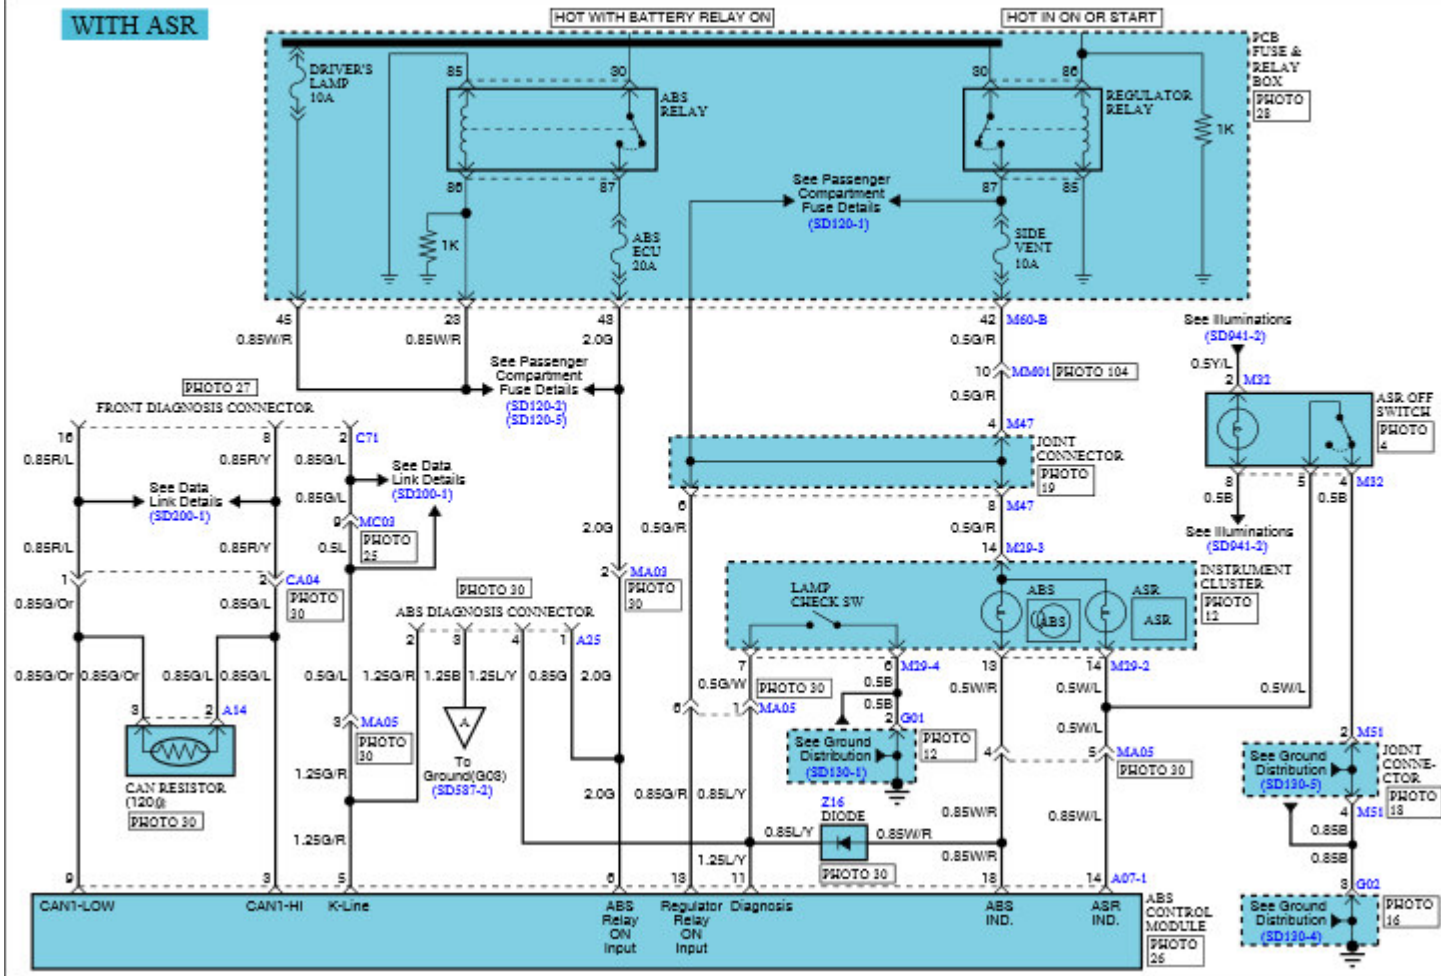 WITH ASR
HOT WITH BATTERY RELAY ON
HOT IN ON OR START
PCB
FUSE &
RELAY
BOX
PHOTO
28
DRIVER'S
LAMP
10A
85
30
ABS
RELAY
86
87
30
86
REGULATOR
RELAY
87
85
1K
1K
ABS
ECU
20A
See Passenger
Compartment
Fuse Details
(SD120-1)
SIDE
VENT
10A
45
23
43
42
M60-B
0.85W/R
0.85W/R
2.0G
0.5G/R
See Illuminations
(SD941-2)
0.5Y/L
2
M32
10
MM01
PHOTO 104
0.5G/R
See Passenger
Compartment
Fuse Details
(SD120-2)
(SD120-5)
PHOTO 27
FRONT DIAGNOSIS CONNECTOR
16
8
2
C71
0.85R/L
0.85R/Y
0.85G/L
See Data
Link Details
(SD200-1)
See Data
Link Details
(SD200-1)
0.85G/L
9
MC03
PHOTO
25
0.85R/L
0.85R/Y
0.5L
4
M47
JOINT
CONNECTOR
PHOTO
19
6
8
M47
2.0G
0.5G/R
0.5G/R
ASR OFF
SWITCH
PHOTO
4
8
5
4
M32
0.5B
0.5B
See Illuminations
(SD941-2)
14
M29-3
INSTRUMENT
CLUSTER
PHOTO
12
LAMP
CHECK SW
ABS
ABS
ASR
ASR
1
2
CA04
PHOTO
30
0.85G/Or
0.85G/L
2
MA03
PHOTO
30
PHOTO 30
ABS DIAGNOSIS CONNECTOR
2
3
4
1
A25
7
6
M29-4
13
14
M29-2
0.85G/Or
0.85G/Or
0.85G/L
0.85G/L
0.5G/L
1.25G/R
1.25B
1.25L/Y
0.85G
2.0G
0.5G/W
PHOTO 30
0.5B
0.5B
0.5W/R
0.5W/L
0.5W/L
3
2
A14
3
MA05
PHOTO
30
A
To
Ground(G08)
(SD587-2)
6
1
MA05
2
G01
PHOTO
12
See Ground
Distribution
(SD130-1)
0.5W/L
4
5
MA05
PHOTO 30
2
M51
JOINT
CONNE-
CTOR
PHOTO
18
See Ground
Distribution
(SD130-5)
4
M51
CAN RESISTOR
(120Ω)
PHOTO 30
1.25G/R
1.25G/R
2.0G
0.85G/R
0.85L/Y
Z16
DIODE
0.85L/Y
0.85W/R
PHOTO 30
0.85W/R
0.85W/R
0.85W/L
1.25L/Y
0.85B
0.85B
9
3
5
6
13
11
18
14
A07-1
3
G02
PHOTO
16
See Ground
Distribution
(SD130-4)
CAN1-LOW
CAN1-HI
K-Line
ABS
Relay
ON
Input
Regulator
Relay
ON
Input
Diagnosis
ABS
IND.
ASR
IND.
ABS
CONTROL
MODULE
PHOTO
26